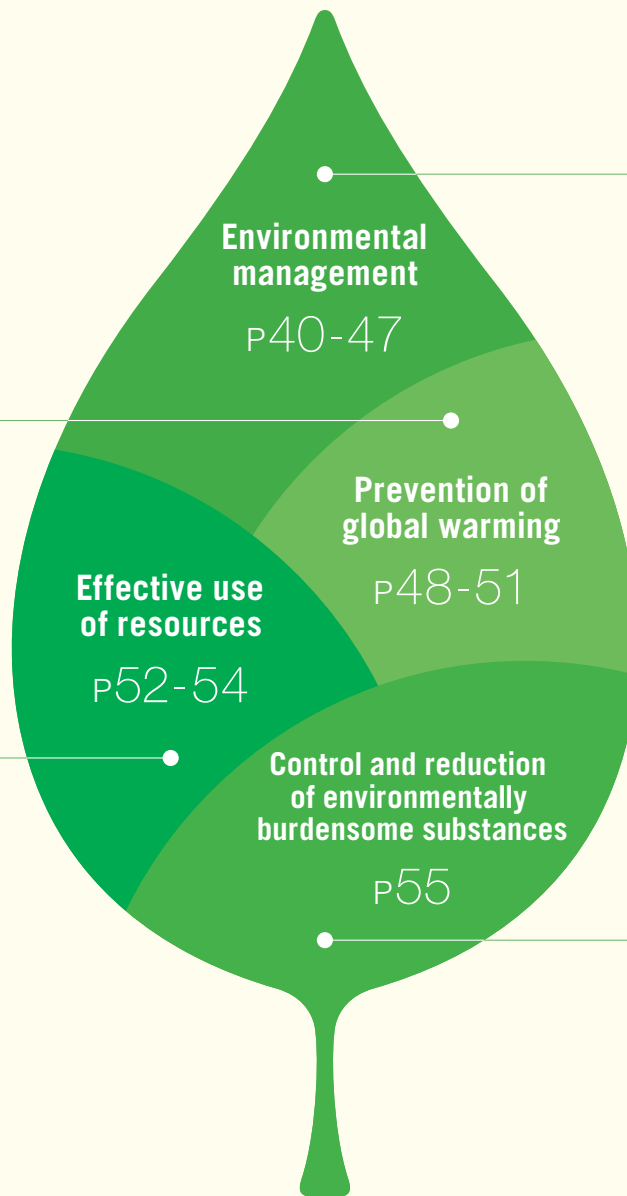 Environmental
management
P40-47
Prevention of
global warming
P48-51
Effective use
of resources
P52-54
Control and reduction
of environmentally
burdensome substances
P55